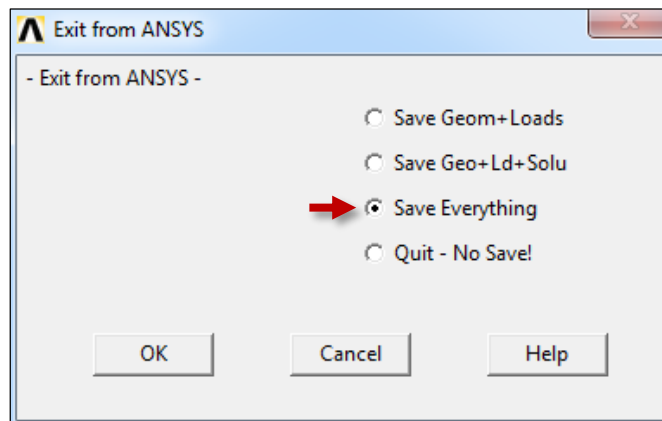 Exit from ANSYS
- Exit from ANSYS -
Save Geom+Loads
Save Geo+Ld+Solu
Save Everything
Quit - No Save!
OK Cancel Help